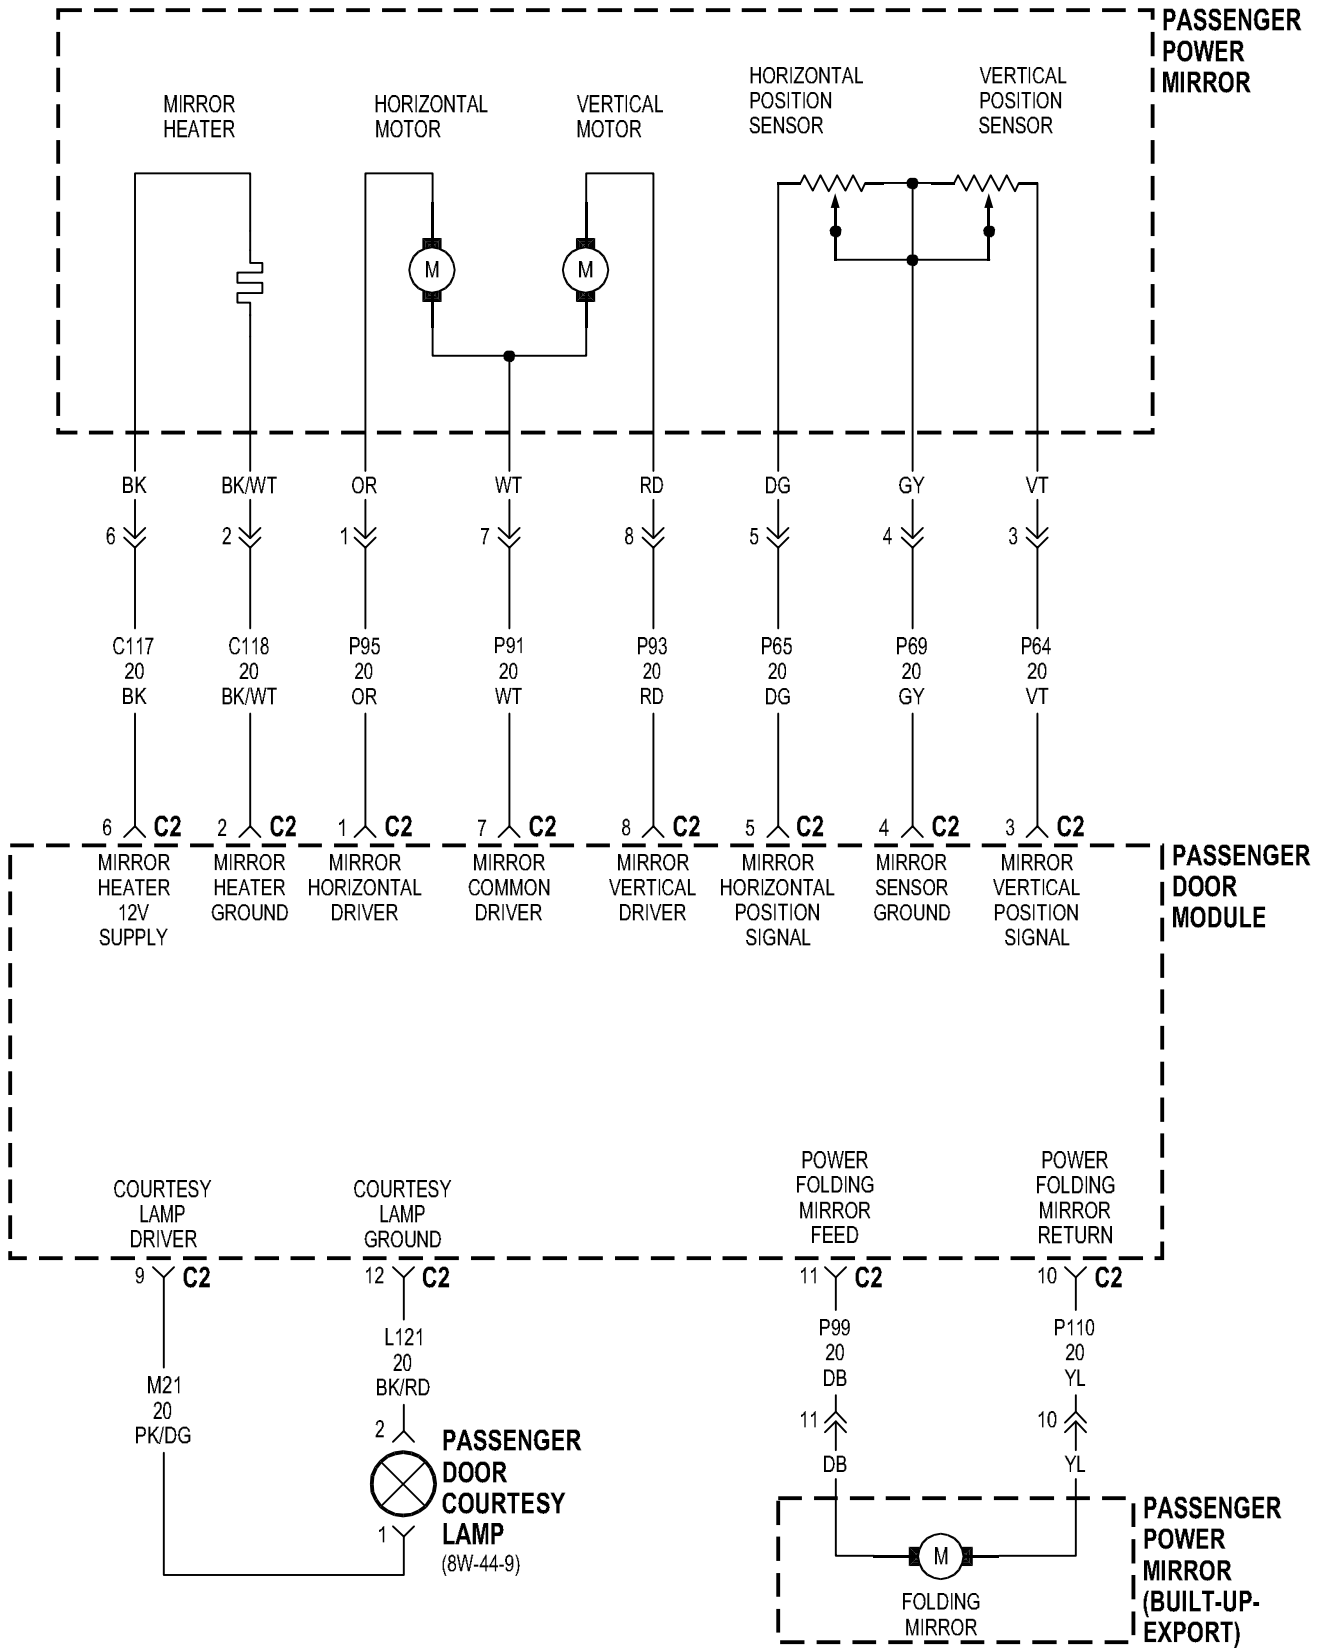 PASSENGER
POWER
MIRROR
MIRROR
HEATER
HORIZONTAL
MOTOR
VERTICAL
MOTOR
HORIZONTAL
POSITION
SENSOR
VERTICAL
POSITION
SENSOR
M
M
BK
BK/WT
OR
WT
RD
DG
GY
VT
6
2
1
7
8
5
4
3
C117
20
BK
C118
20
BK/WT
P95
20
OR
P91
20
WT
P93
20
RD
P65
20
DG
P69
20
GY
P64
20
VT
6 C2
2 C2
1 C2
7 C2
8 C2
5 C2
4 C2
3 C2
MIRROR
HEATER
12V
SUPPLY
MIRROR
HEATER
GROUND
MIRROR
HORIZONTAL
DRIVER
MIRROR
COMMON
DRIVER
MIRROR
VERTICAL
DRIVER
MIRROR
HORIZONTAL
POSITION
SIGNAL
MIRROR
SENSOR
GROUND
MIRROR
VERTICAL
POSITION
SIGNAL
PASSENGER
DOOR
MODULE
COURTESY
LAMP
DRIVER
COURTESY
LAMP
GROUND
POWER
FOLDING
MIRROR
FEED
POWER
FOLDING
MIRROR
RETURN
9 C2
12 C2
11 C2
10 C2
M21
20
PK/DG
L121
20
BK/RD
2
P99
20
DB
11
DB
P110
20
YL
10
YL
PASSENGER
DOOR
COURTESY
LAMP
(8W-44-9)
1
M
FOLDING
MIRROR
PASSENGER
POWER
MIRROR
(BUILT-UP-
EXPORT)